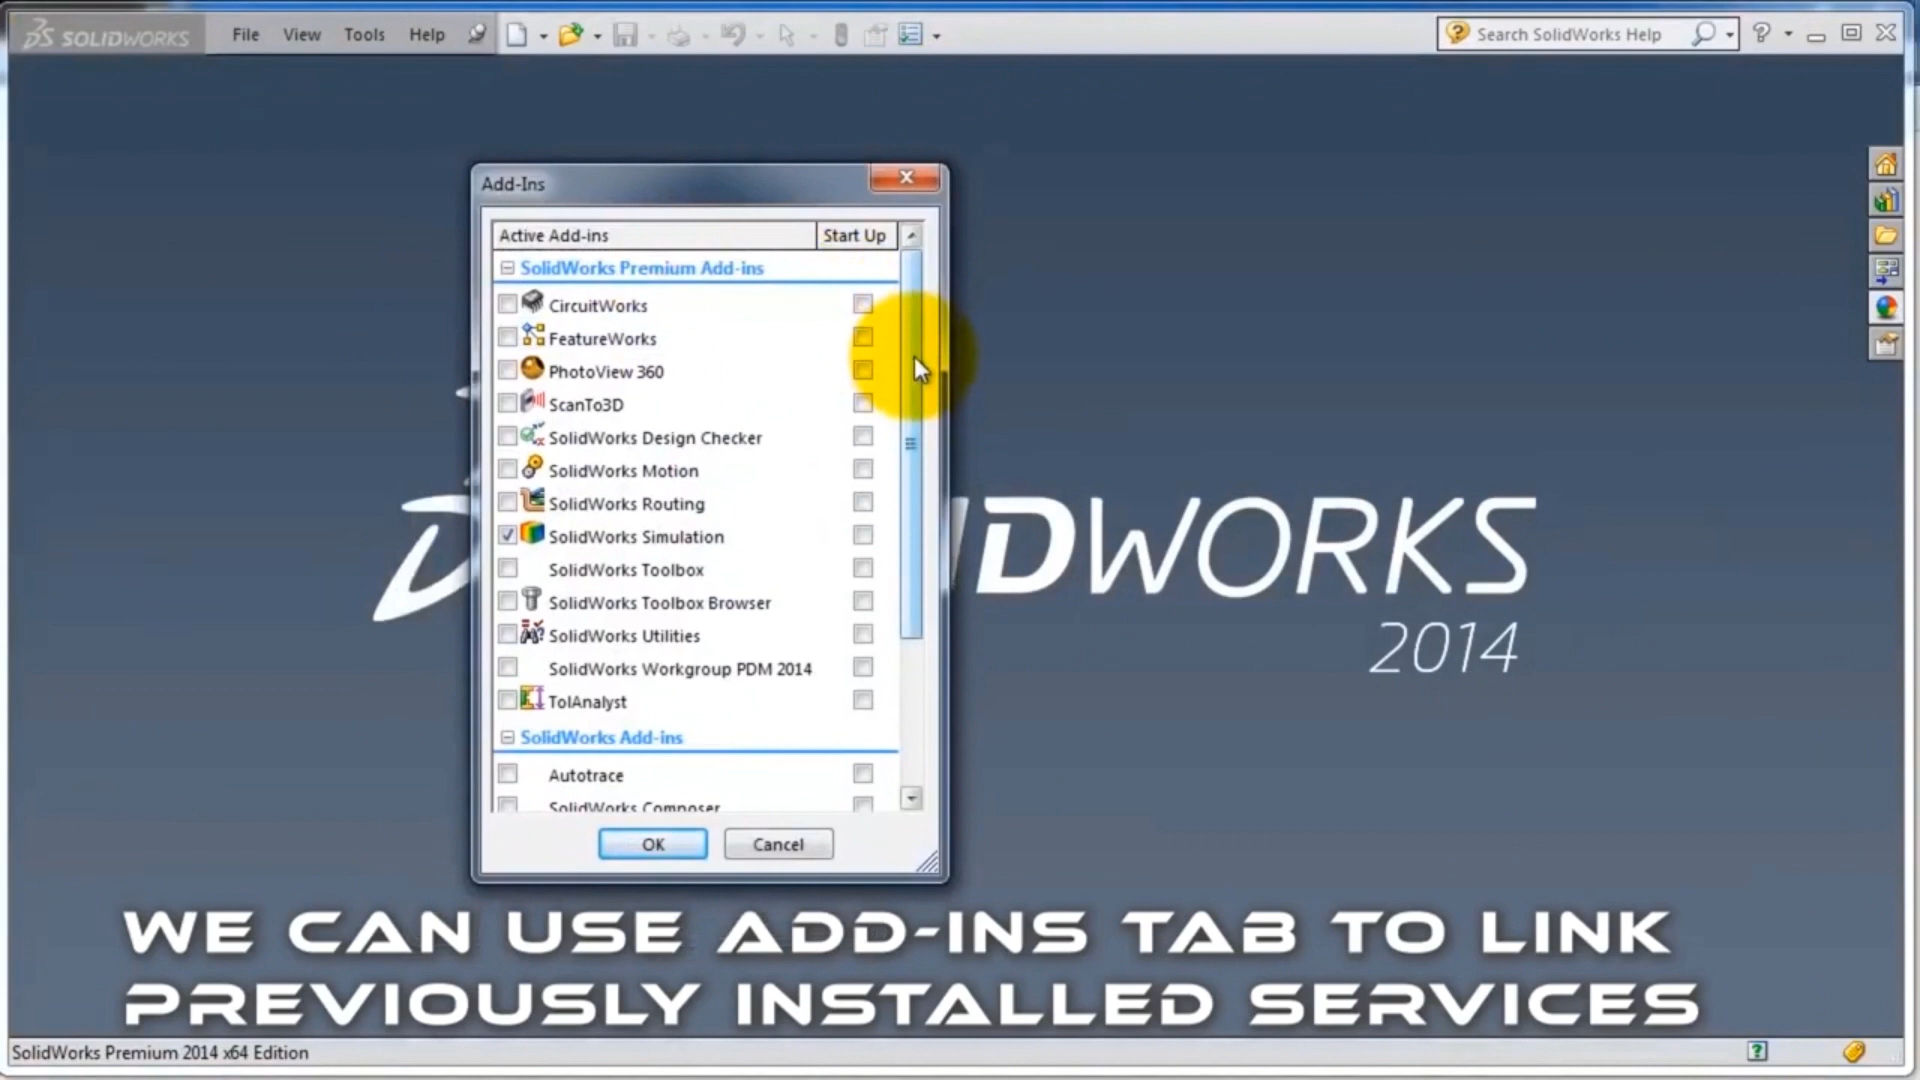 SOLIDWORKS File View Tools Help Search SolidWorks Help
Add-Ins
Active Add-ins Start Up
SolidWorks Premium Add-ins
CircuitWorks
FeatureWorks
PhotoView 360
ScanTo3D
SolidWorks Design Checker
SolidWorks Motion
SolidWorks Routing
SolidWorks Simulation
SolidWorks Toolbox
SolidWorks Toolbox Browser
SolidWorks Utilities
SolidWorks Workgroup PDM 2014
TolAnalyst
SolidWorks Add-ins
Autotrace
SolidWorks Composer
OK Cancel
IDWORKS
2014
WE CAN USE ADD-INS TAB TO LINK
PREVIOUSLY INSTALLED SERVICES
SolidWorks Premium 2014 x64 Edition